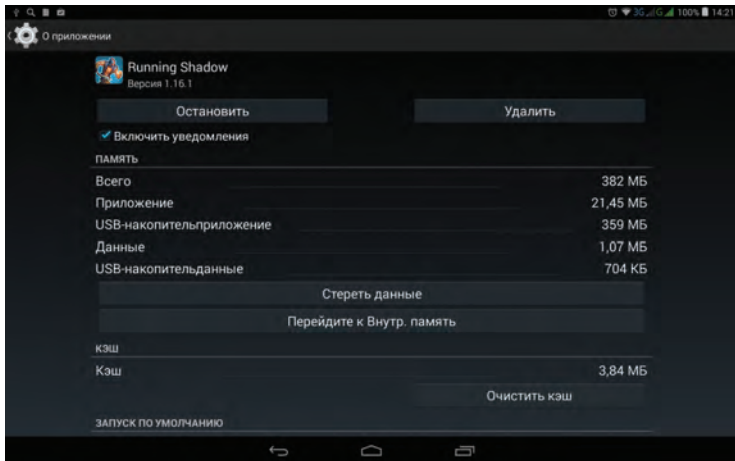 3G G 100% 14:21
О приложении
Running Shadow
Версия 1.16.1
Остановить Удалить
Включить уведомления
ПАМЯТЬ
Всего 382 МБ
Приложение 21,45 МБ
USB-накопительприложение 359 МБ
Данные 1,07 МБ
USB-накопительданные 704 КБ
Стереть данные
Перейдите к Внутр. память
КЭШ
Кэш 3,84 МБ
Очистить кэш
ЗАПУСК ПО УМОЛЧАНИЮ